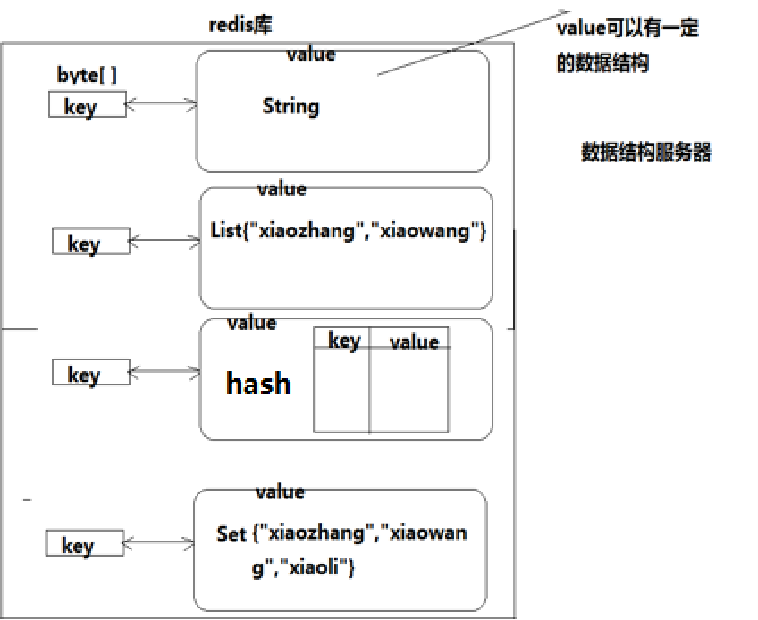 redis库
value可以有一定
的数据结构
数据结构服务器
value
byte[ ]
key
String
value
key
List{"xiaozhang","xiaowang"}
value
key
hash
key value
value
key
Set {"xiaozhang","xiaowan
g","xiaoli"}